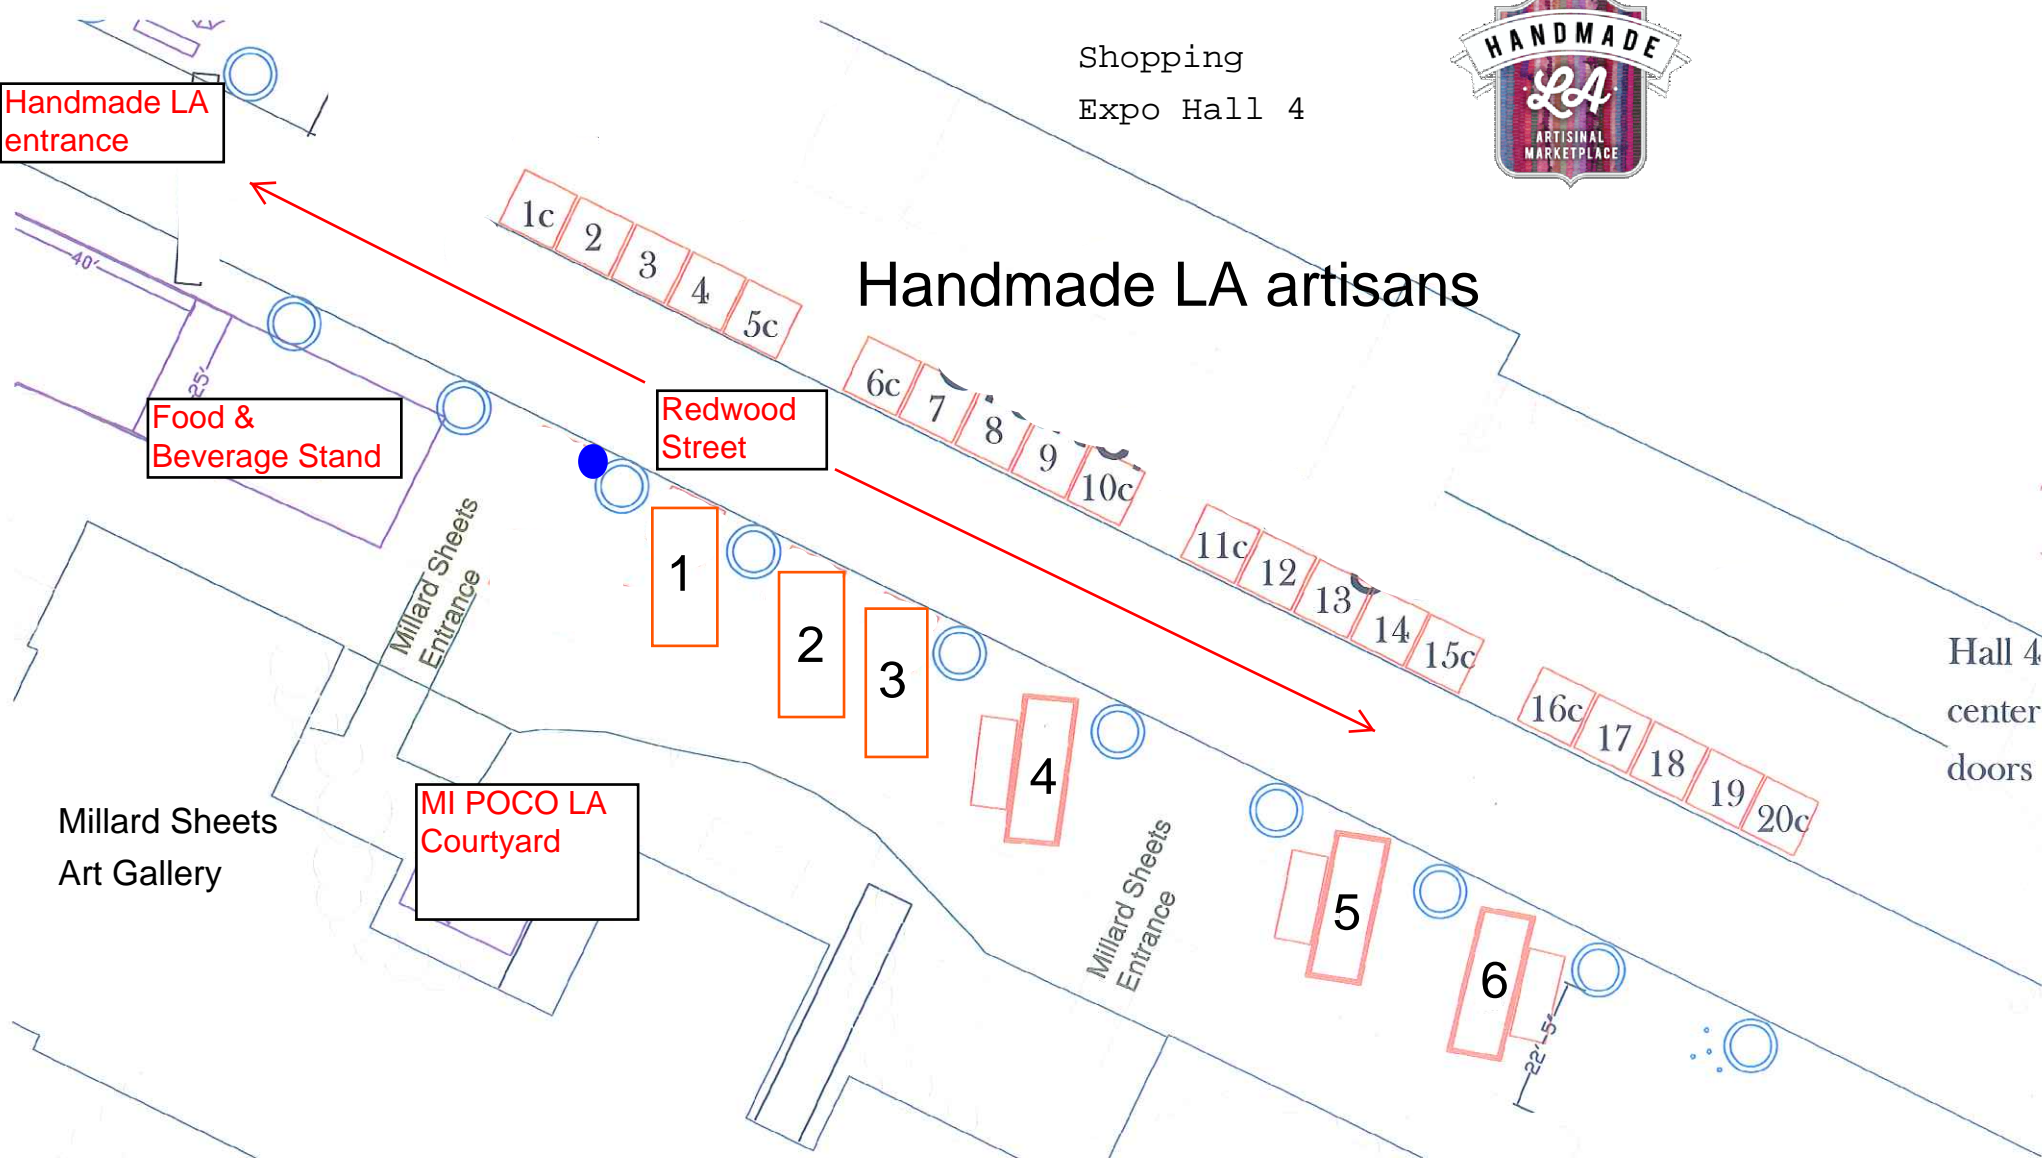 Shopping
Expo Hall 4
HANDMADE
LA
ARTISINAL
MARKETPLACE
Handmade LA
entrance
1c
2
3
4
5c
Handmade LA artisans
40'
25'
Food &
Beverage Stand
Redwood
Street
6c
7
8
9
10c
11c
12
13
14
15c
16c
17
18
19
20c
Hall 4
center
doors
Millard Sheets
Entrance
1
2
3
4
5
6
Millard Sheets
Entrance
22'-5"
MI POCO LA
Courtyard
Millard Sheets
Art Gallery